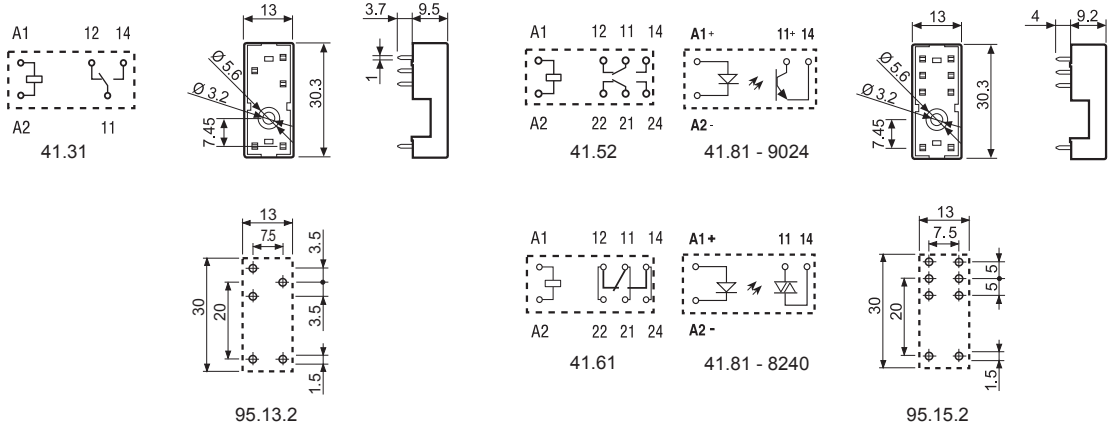 A1 12 14
A2 11
41.31
13
Ø 5.6
Ø 3.2
7.45
30.3
3.7 9.5
1
A1 12 11 14
A2 22 21 24
41.52
A1+ 11+ 14
A2 -
41.81 - 9024
13
Ø 5.6
Ø 3.2
7.45
30.3
4 9.2
13
7.5
3.5
30
20
3.5
1.5
95.13.2
A1 12 11 14
A2 22 21 24
41.61
A1 + 11 14
A2 -
41.81 - 8240
13
7.5
5
30
20
5
1.5
95.15.2